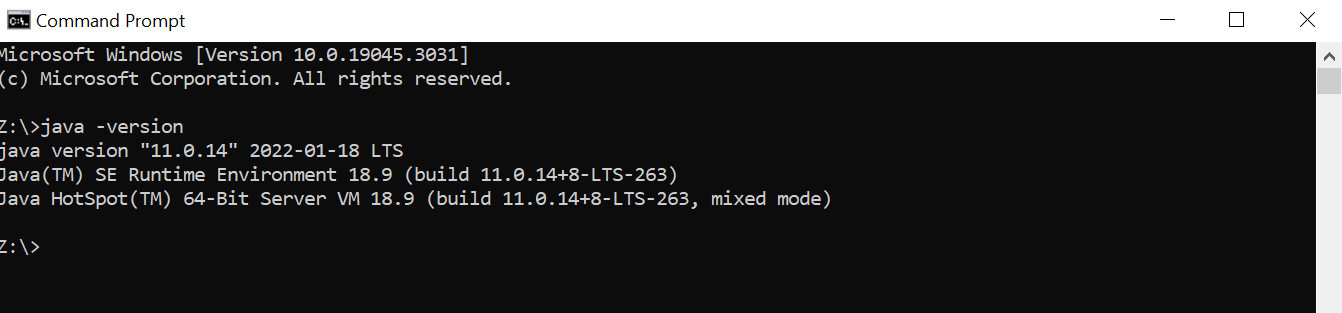 Command Prompt
Microsoft Windows [Version 10.0.19045.3031]
(c) Microsoft Corporation. All rights reserved.
Z:\>java -version
java version "11.0.14" 2022-01-18 LTS
Java(TM) SE Runtime Environment 18.9 (build 11.0.14+8-LTS-263)
Java HotSpot(TM) 64-Bit Server VM 18.9 (build 11.0.14+8-LTS-263, mixed mode)
Z:\>